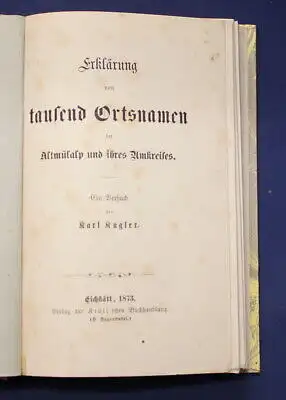 Erklärung
von
tausend Ortsnamen
der
Altmühlalp und ihres Umkreises.
Ein Versuch
von
Karl Kugler.
Eichstätt, 1873.
Verlag der Krüll'schen Buchhandlung